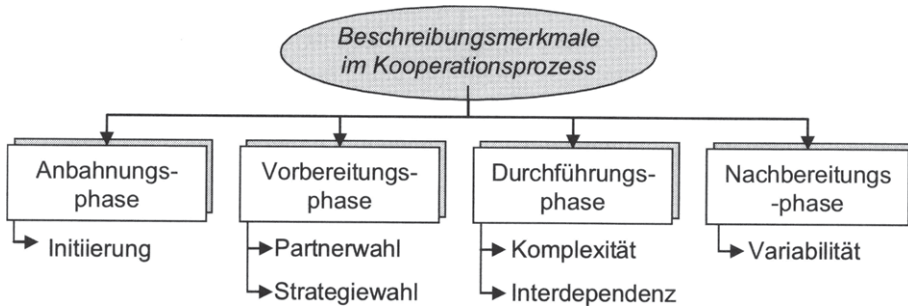 Beschreibungsmerkmale
im Kooperationsprozess
Anbahnungs-
phase
Initiierung
Vorbereitungs-
phase
Partnerwahl
Strategiewahl
Durchführungs-
phase
Komplexität
Interdependenz
Nachbereitungs
-phase
Variabilität